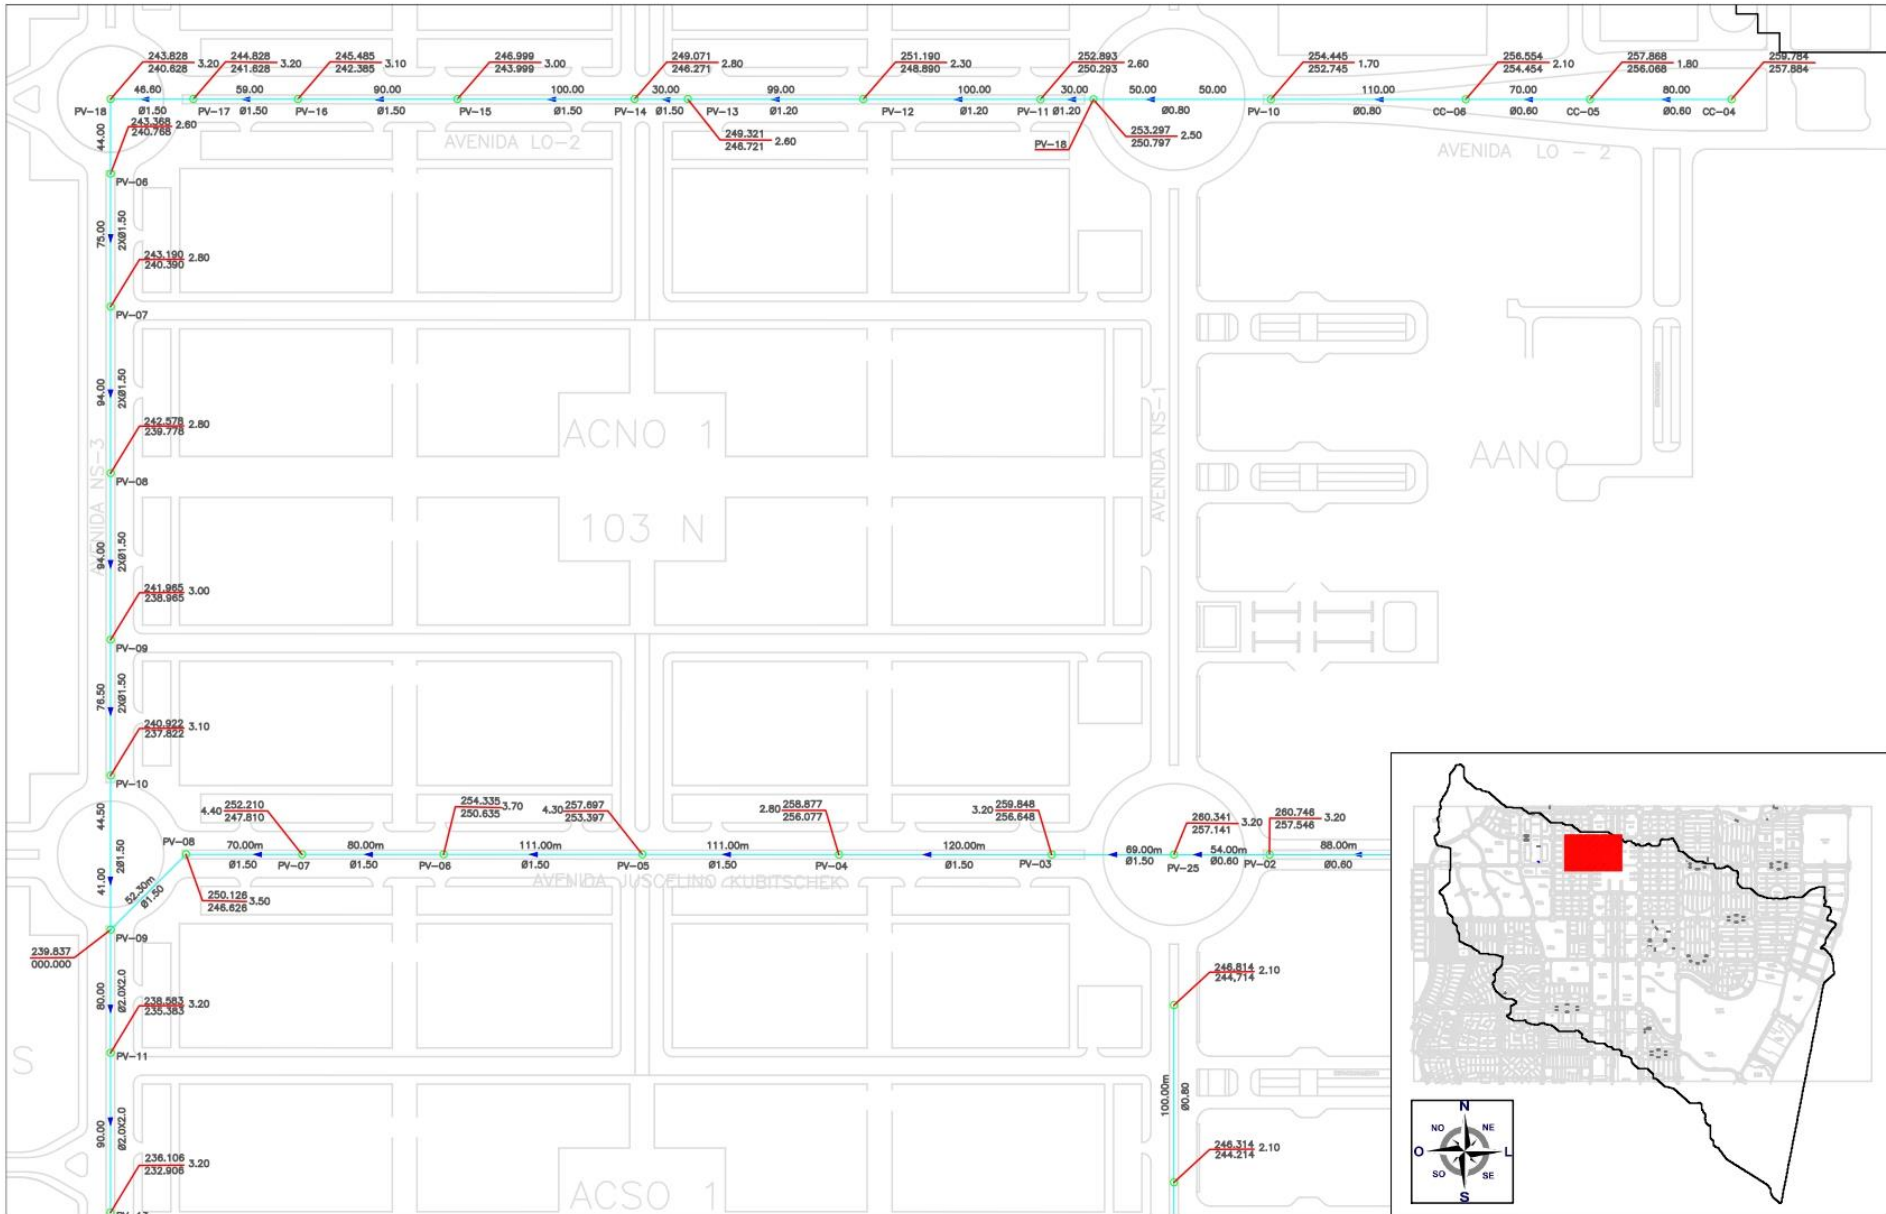 243.828
240.628 3.20
244.828
241.628 3.20
245.485
242.385 3.10
246.999
243.999 3.00
249.071
246.271 2.80
251.190
248.890 2.30
252.893
250.293 2.60
254.445
252.745 1.70
256.554
254.454 2.10
257.868
256.068 1.80
259.784
257.884
46.60 59.00 90.00 100.00 30.00 99.00 100.00 30.00 50.00 50.00 110.00 70.00 80.00
PV-18 Ø1.50 PV-17 Ø1.50 PV-16 Ø1.50 PV-15 Ø1.50 PV-14 Ø1.50 PV-13 Ø1.20 PV-12 Ø1.20 PV-11 Ø1.20 Ø0.80 PV-10 Ø0.80 CC-06 Ø0.60 CC-05 Ø0.60 CC-04
243.368
240.768 2.60
44.00
249.321
246.721 2.60
PV-18
253.297
250.797 2.50
AVENIDA LO-2
AVENIDA LO - 2
PV-06
75.00
2XØ1.50
243.190
240.390 2.80
PV-07
94.00
2XØ1.50
242.578
239.778 2.80
PV-08
AVENIDA NS-3
AVENIDA NS-1
ACNO 1
AANO
103 N
94.00
2XØ1.50
241.965
238.965 3.00
PV-09
76.50
2XØ1.50
240.922
237.822 3.10
PV-10
44.50
2Ø1.50
41.00
4.40 252.210
247.810
254.335
250.635 3.70
4.30 257.697
253.397
2.80 258.877
256.077
3.20 259.848
256.648
260.341
257.141 3.20
260.746
257.546 3.20
PV-08 70.00m 80.00m 111.00m 111.00m 120.00m 69.00m 54.00m 88.00m
Ø1.50 PV-07 Ø1.50 PV-06 Ø1.50 PV-05 Ø1.50 PV-04 Ø1.50 PV-03 Ø1.50 PV-25 Ø0.60 PV-02 Ø0.60
AVENIDA JUSCELINO KUBITSCHEK
52.30m
Ø1.50
250.126
246.626 3.50
PV-09
239.837
000.000
80.00
Ø2.0X2.0
238.583
235.383 3.20
PV-11
246.814
244,714 2.10
100.00m
Ø0.80
S
90.00
Ø2.0X2.0
236.106
232.906 3.20
246.314
244.214 2.10
ACSO 1
N
NO NE
O L
SO SE
S